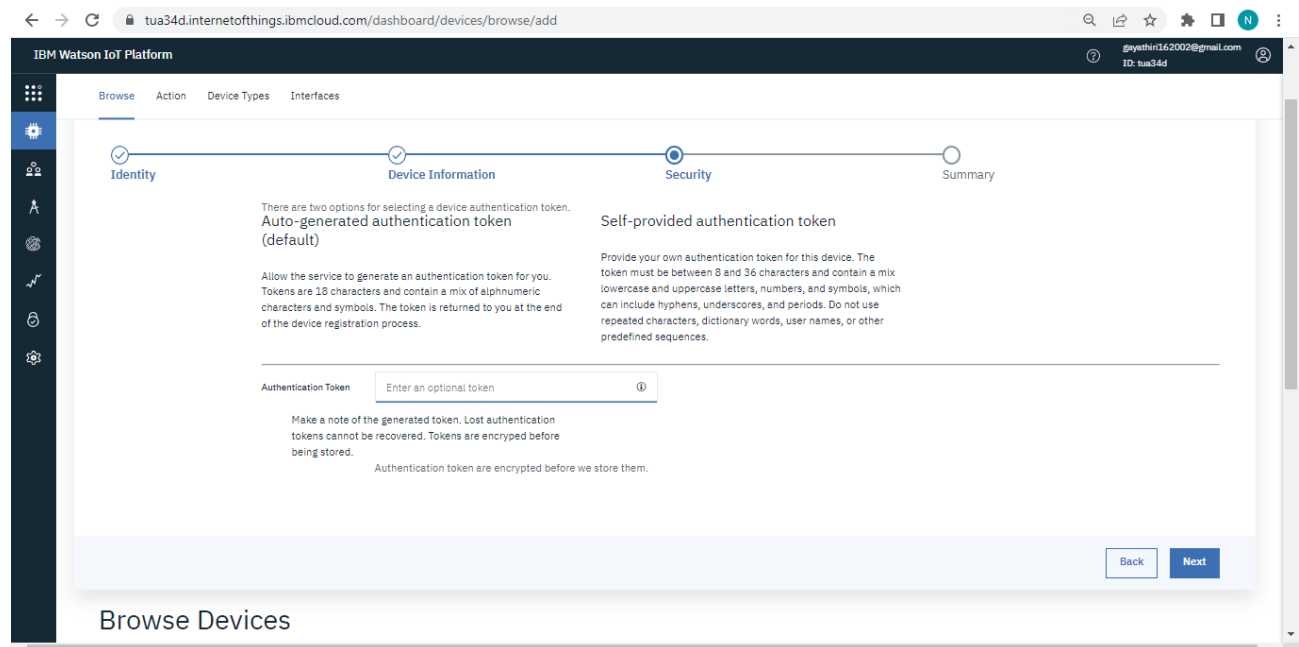 tua34d.internetofthings.ibmcloud.com/dashboard/devices/browse/add
N
IBM Watson IoT Platform
gayathiri162002@gmail.com
ID: tua34d
Browse Action Device Types Interfaces
Identity Device Information Security Summary
There are two options for selecting a device authentication token.
Auto-generated authentication token
(default)
Allow the service to generate an authentication token for you.
Tokens are 18 characters and contain a mix of alphnumeric
characters and symbols. The token is returned to you at the end
of the device registration process.
Self-provided authentication token
Provide your own authentication token for this device. The
token must be between 8 and 36 characters and contain a mix
lowercase and uppercase letters, numbers, and symbols, which
can include hyphens, underscores, and periods. Do not use
repeated characters, dictionary words, user names, or other
predefined sequences.
Authentication Token Enter an optional token
Make a note of the generated token. Lost authentication
tokens cannot be recovered. Tokens are encryped before
being stored.
Authentication token are encrypted before we store them.
Back Next
Browse Devices